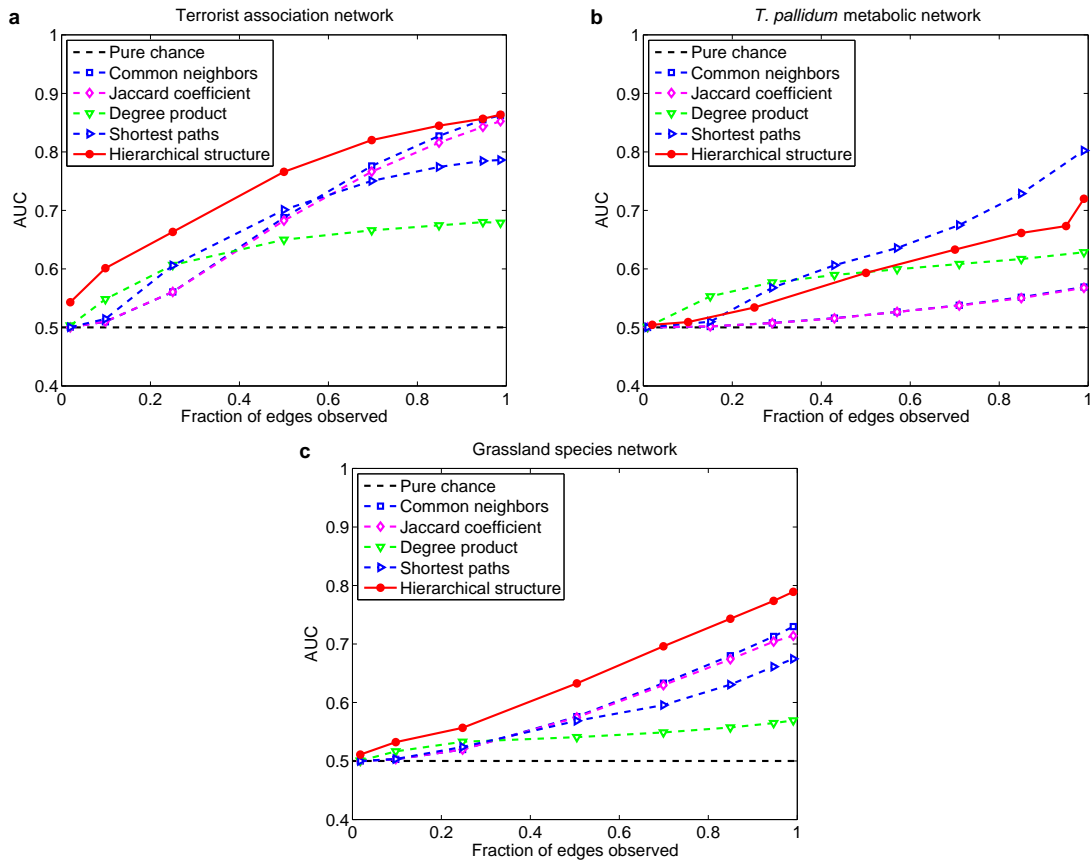 a
Terrorist association network
1
0.9
0.8
0.7
0.6
0.5
0.4
AUC
Pure chance
Common neighbors
Jaccard coefficient
Degree product
Shortest paths
Hierarchical structure
0 0.2 0.4 0.6 0.8 1
Fraction of edges observed
b
T. pallidum metabolic network
1
0.9
0.8
0.7
0.6
0.5
0.4
AUC
Pure chance
Common neighbors
Jaccard coefficient
Degree product
Shortest paths
Hierarchical structure
0 0.2 0.4 0.6 0.8 1
Fraction of edges observed
c
Grassland species network
1
0.9
0.8
0.7
0.6
0.5
0.4
AUC
Pure chance
Common neighbors
Jaccard coefficient
Degree product
Shortest paths
Hierarchical structure
0 0.2 0.4 0.6 0.8 1
Fraction of edges observed